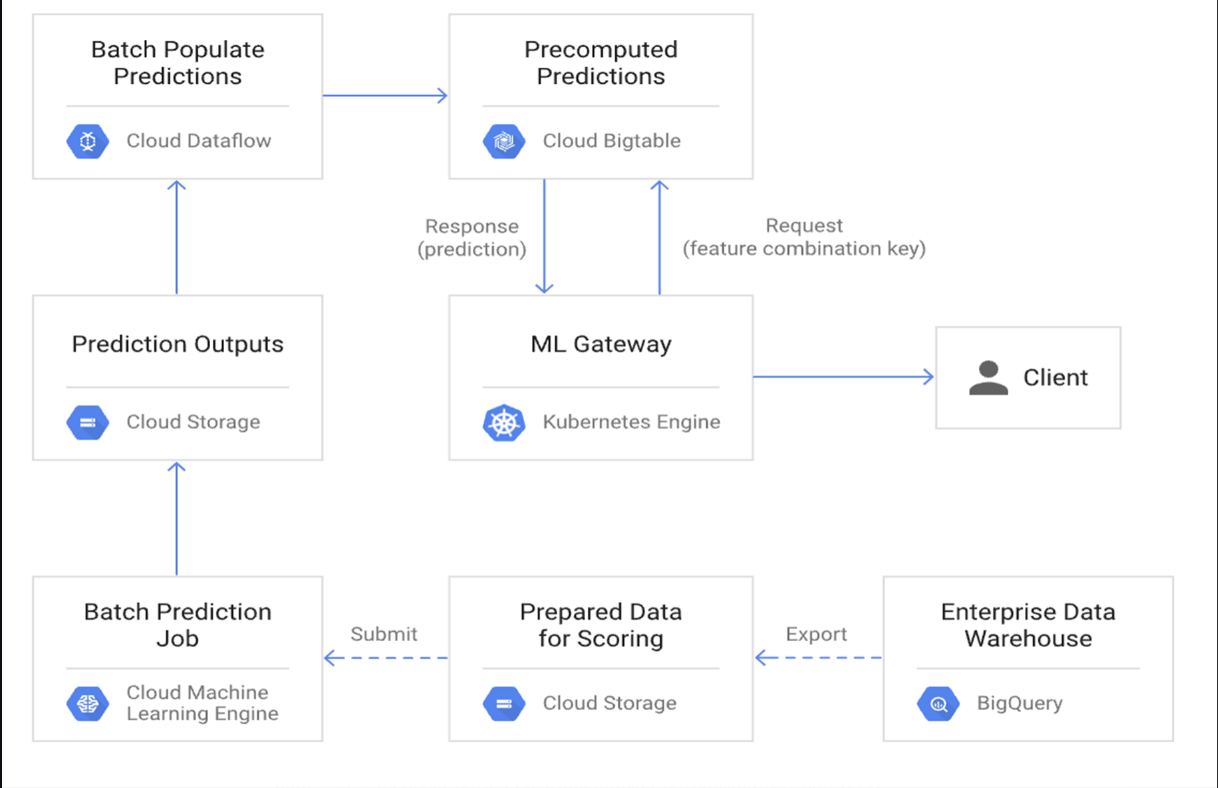 Batch Populate
Predictions
Cloud Dataflow
Precomputed
Predictions
Cloud Bigtable
Response
(prediction)
Request
(feature combination key)
Prediction Outputs
Cloud Storage
ML Gateway
Kubernetes Engine
Client
Batch Prediction
Job
Cloud Machine
Learning Engine
Submit
Prepared Data
for Scoring
Cloud Storage
Export
Enterprise Data
Warehouse
BigQuery